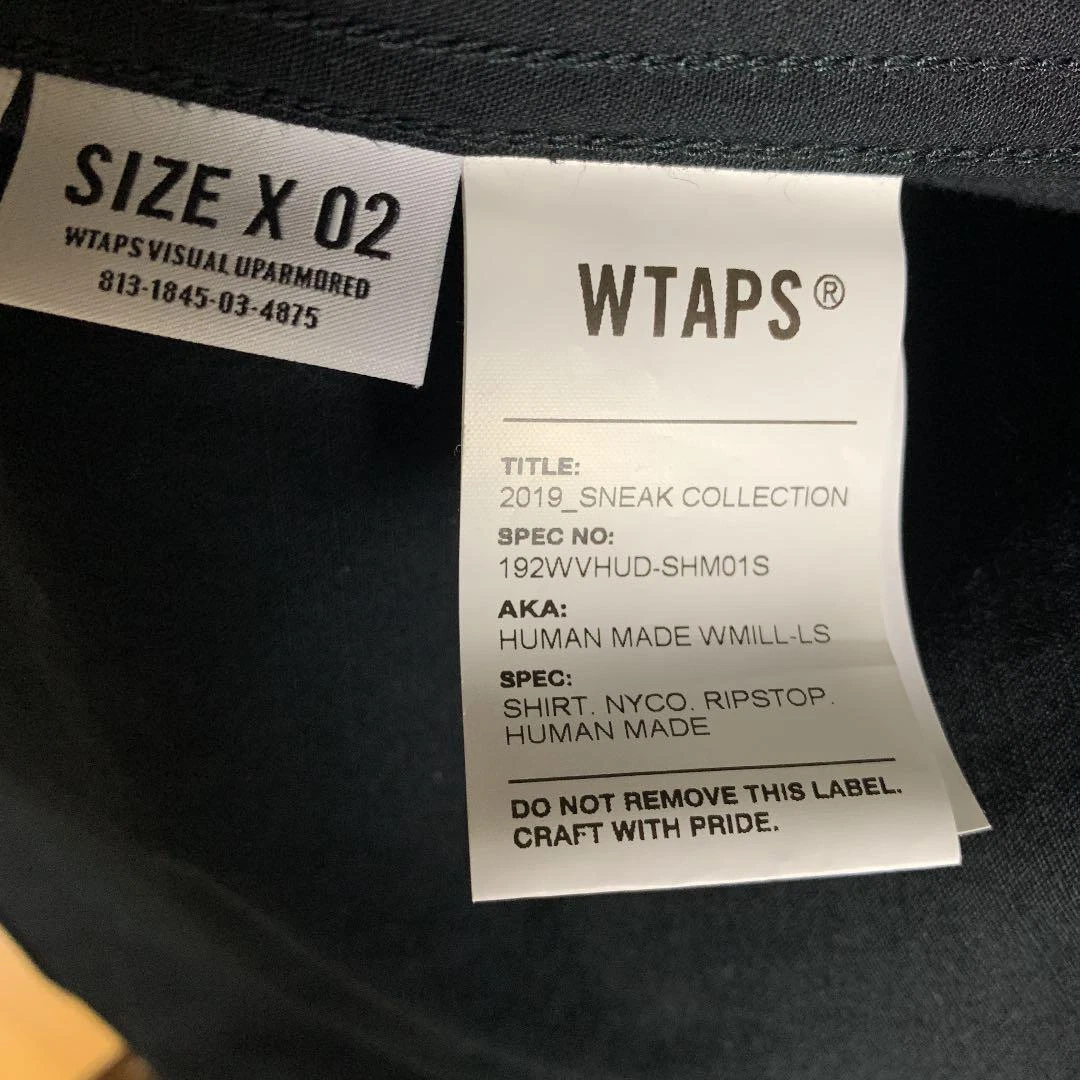 SIZE X 02
WTAPS VISUAL UPARMORED
813-1845-03-4875
WTAPS®
TITLE:
2019_SNEAK COLLECTION
SPEC NO:
192WVHUD-SHM01S
AKA:
HUMAN MADE WMILL-LS
SPEC:
SHIRT. NYCO. RIPSTOP.
HUMAN MADE
DO NOT REMOVE THIS LABEL.
CRAFT WITH PRIDE.